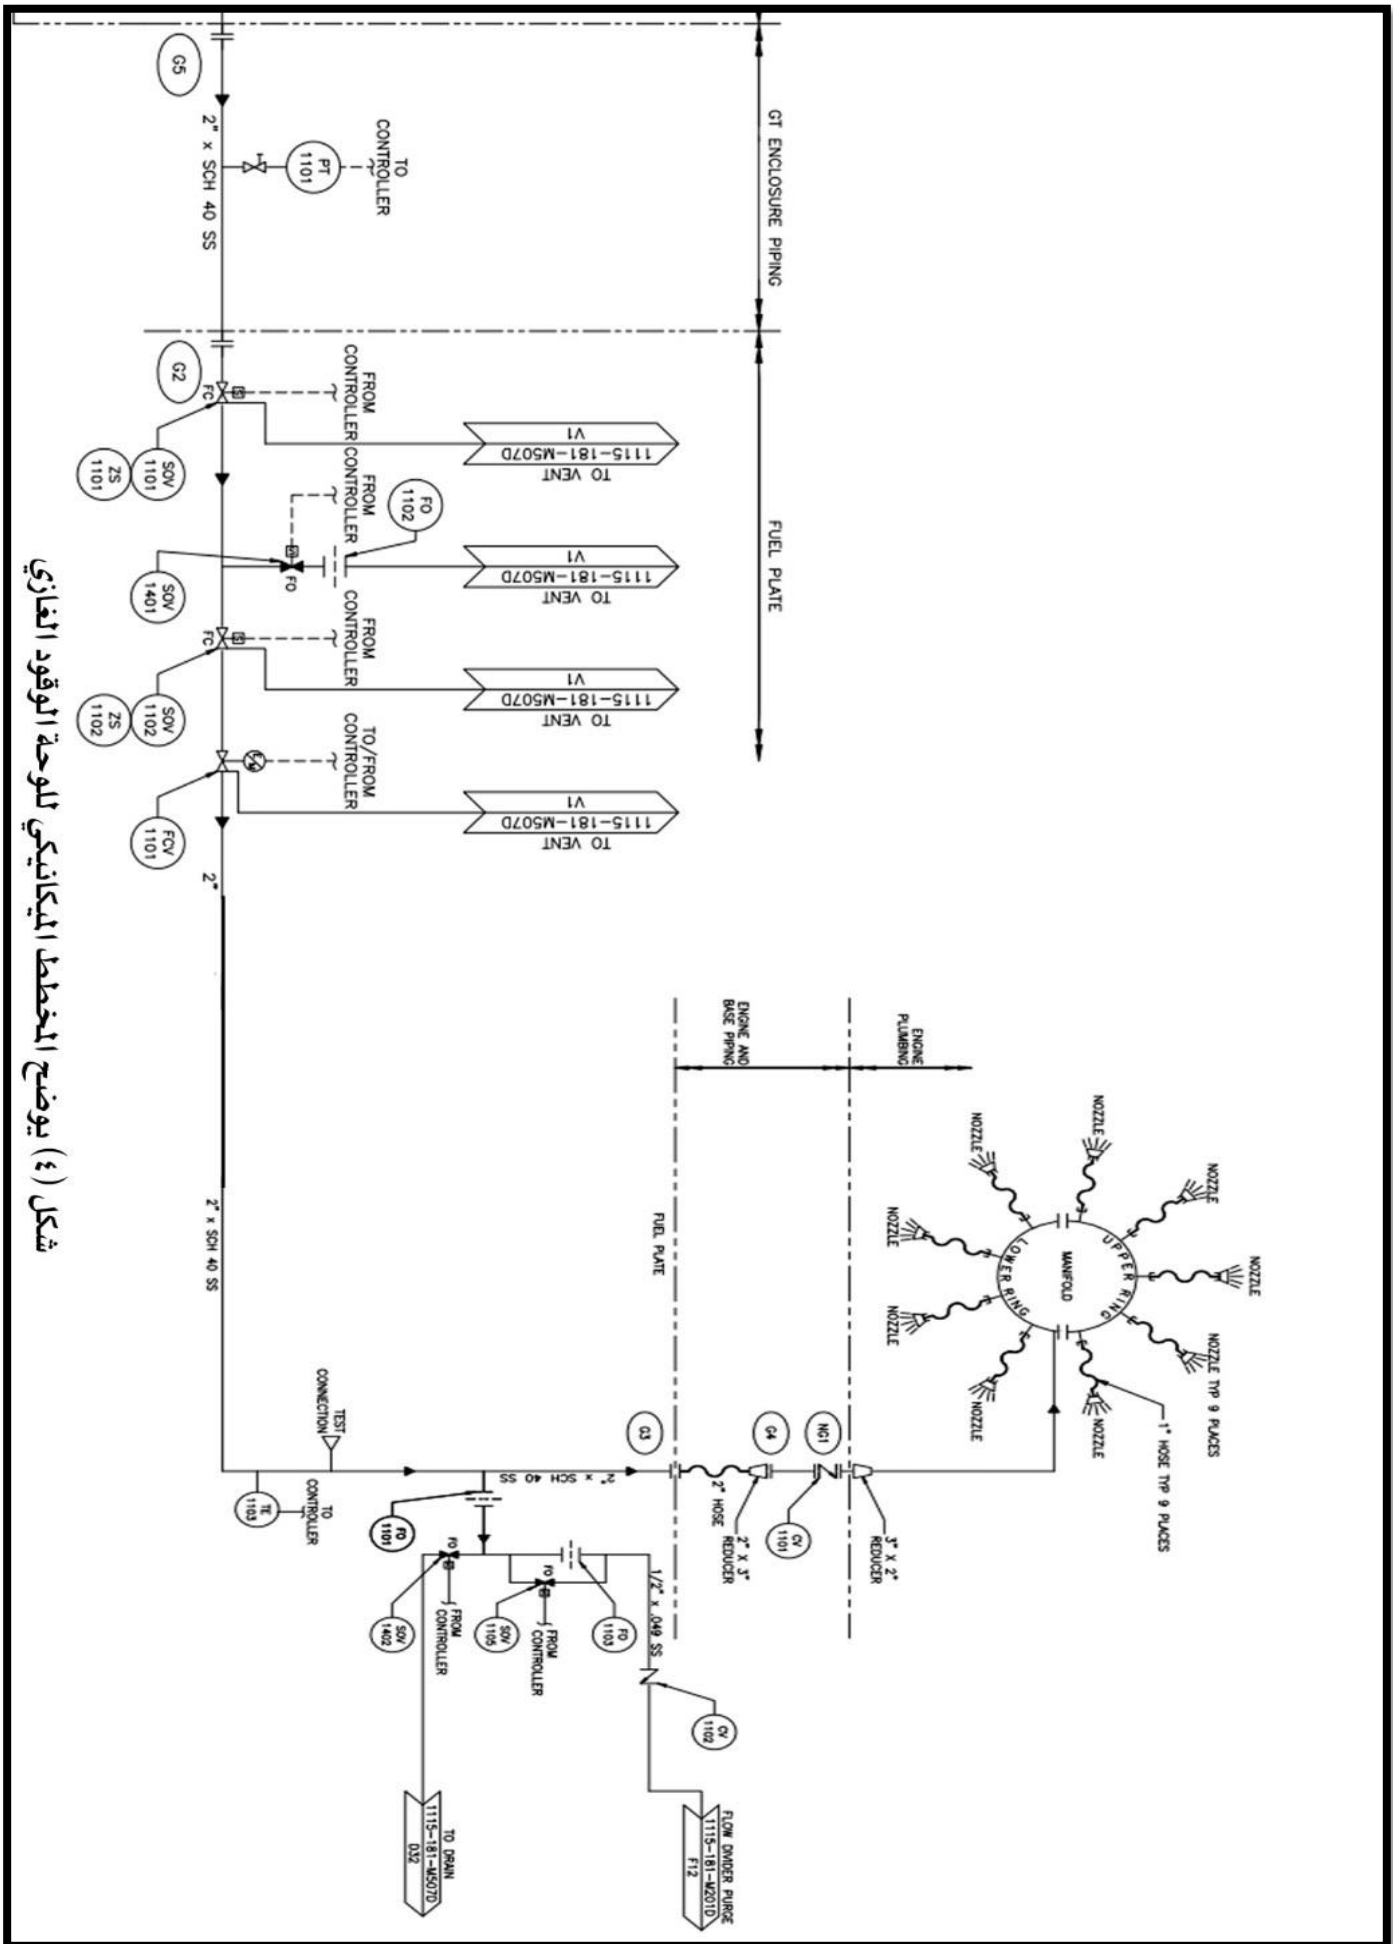 GT ENCLOSURE PIPING
FUEL PLATE
G5
2" x SCH 40 SS
PT
1101
TO
CONTROLLER
G2
FC
FROM
CONTROLLER
SOV
1101
ZS
1101
V1
1115-181-M507D
TO VENT
FROM
CONTROLLER
FO
1102
FO
SOV
1401
V1
1115-181-M507D
TO VENT
FC
FROM
CONTROLLER
SOV
1102
ZS
1102
V1
1115-181-M507D
TO VENT
TO/FROM
CONTROLLER
E/M
FCV
1101
V1
1115-181-M507D
TO VENT
2"
2" x SCH 40 SS
ENGINE AND
BASE PIPING
ENGINE
PLUMBING
FUEL PLATE
NOZZLE
NOZZLE
NOZZLE
NOZZLE
NOZZLE
NOZZLE
NOZZLE
NOZZLE
NOZZLE TYP 9 PLACES
1" HOSE TYP 9 PLACES
UPPER RING
MANIFOLD
LOWER RING
TEST
CONNECTION
TE
1103
TO
CONTROLLER
2" x SCH 40 SS
G3
2" HOSE
G4
2" X 3"
REDUCER
NG1
CV
1101
3" X 2"
REDUCER
FO
1101
FO
SOV
1402
FROM
CONTROLLER
FO
SOV
1105
FROM
CONTROLLER
FO
1103
1/2" x .049 SS
CV
1102
TO DRAIN
1115-181-M507D
D32
FLOW DIVIDER PURGE
1115-181-M201D
F12
شكل (٤) يوضح المخطط الميكانيكي للوحة الوقود الغازي